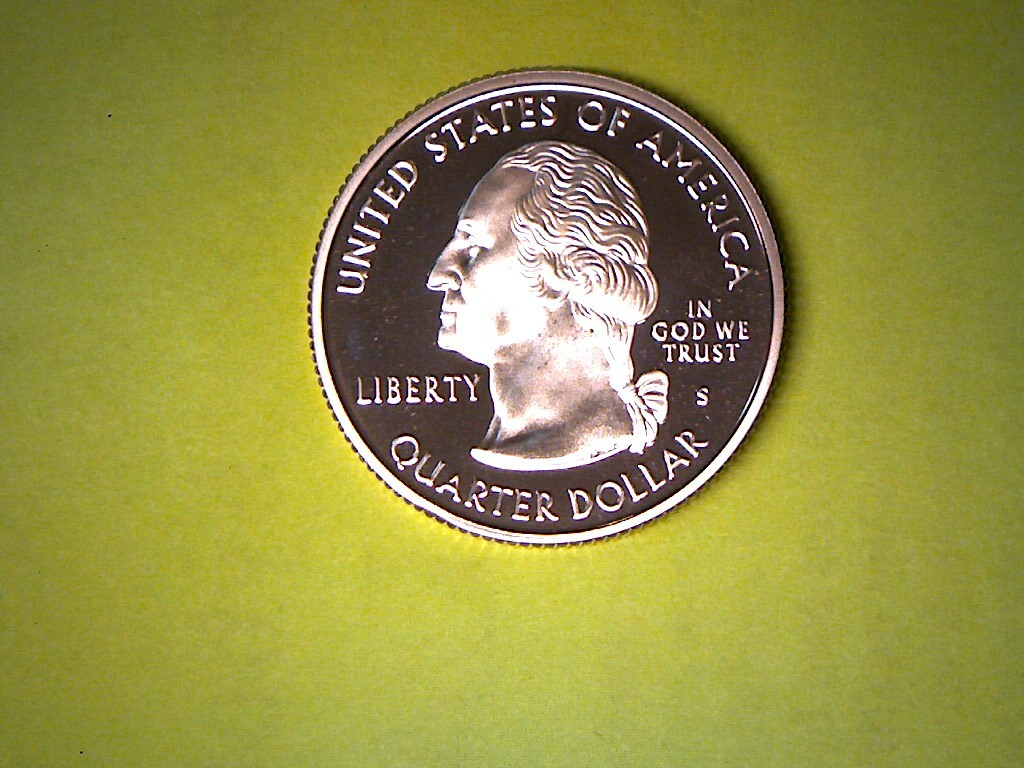 UNITED STATES OF AMERICA
IN
GOD WE
TRUST
LIBERTY
S
QUARTER DOLLAR